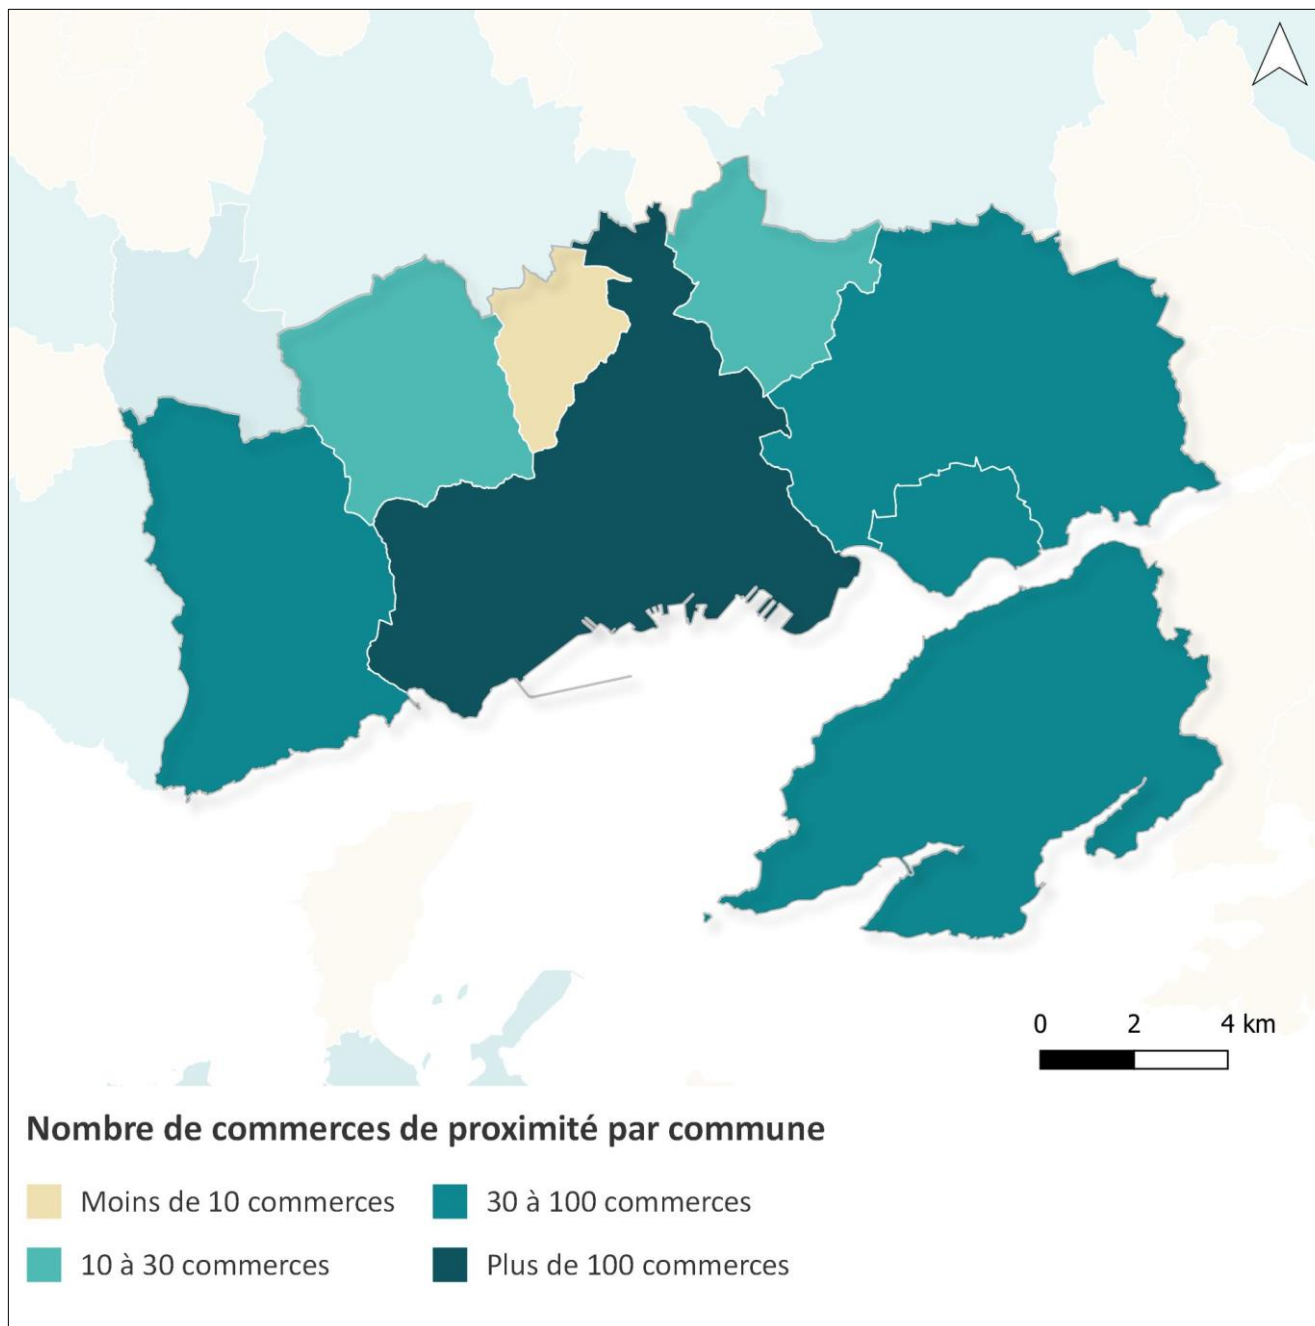 0 2 4 km
Nombre de commerces de proximité par commune
Moins de 10 commerces
30 à 100 commerces
10 à 30 commerces
Plus de 100 commerces